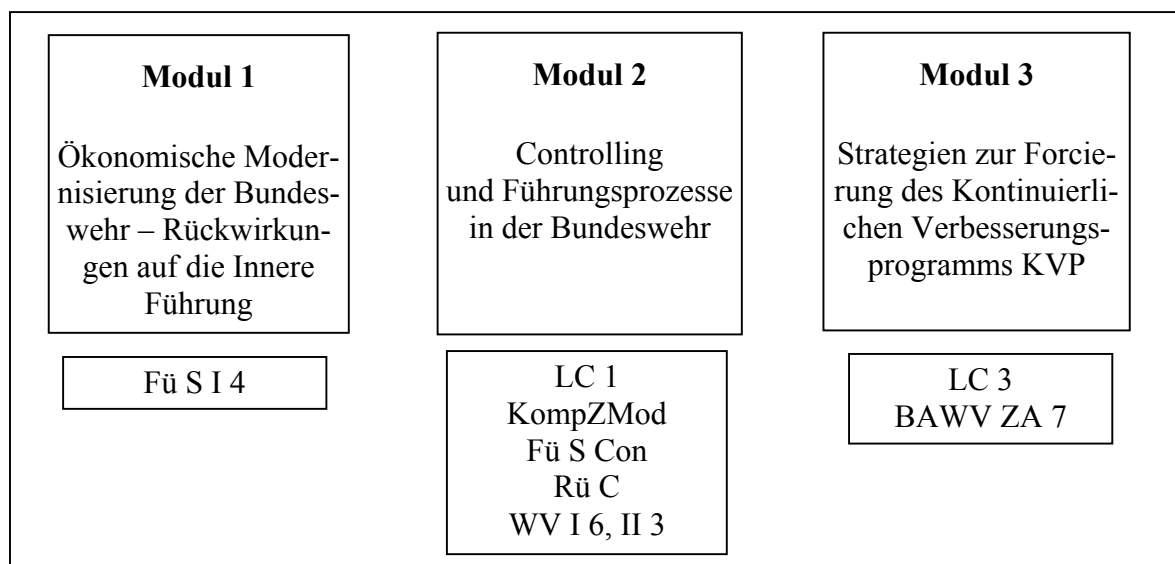 Modul 1
Ökonomische Moder-
nisierung der Bundes-
wehr – Rückwirkun-
gen auf die Innere
Führung
Fü S I 4
Modul 2
Controlling
und Führungsprozesse
in der Bundeswehr
LC 1
KompZMod
Fü S Con
Rü C
WV I 6, II 3
Modul 3
Strategien zur Forcie-
rung des Kontinuierli-
chen Verbesserungs-
programms KVP
LC 3
BAWV ZA 7